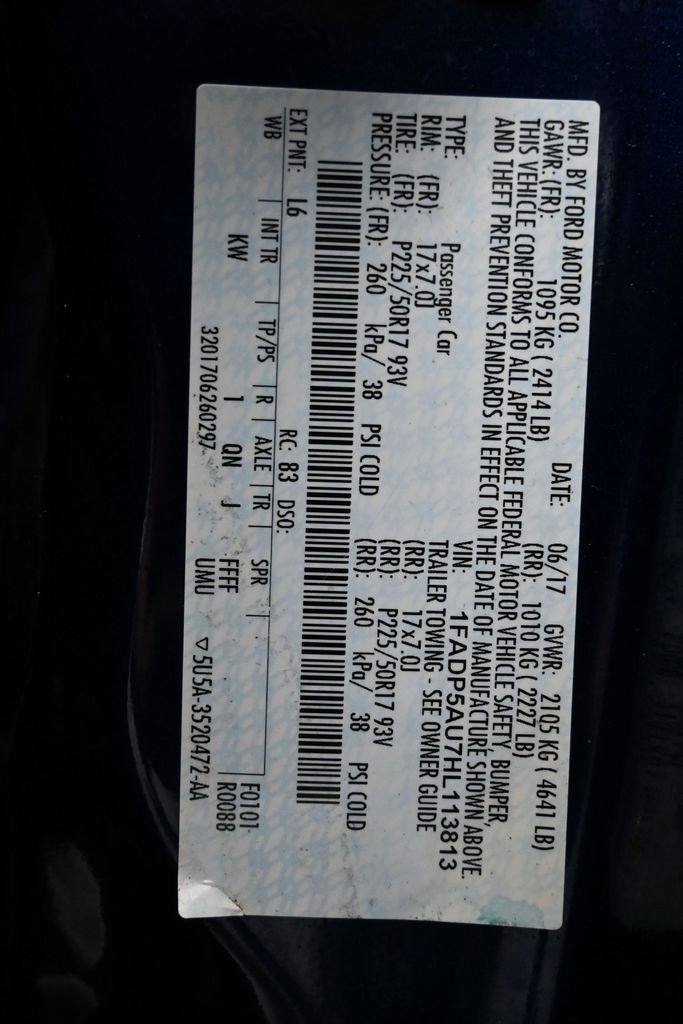 MFD. BY FORD MOTOR CO. DATE: 06/17 GVWR: 2105 KG ( 4641 LB)
GAWR: (FR): 1095 KG ( 2414 LB) (RR): 1010 KG ( 2227 LB)
THIS VEHICLE CONFORMS TO ALL APPLICABLE FEDERAL MOTOR VEHICLE SAFETY, BUMPER,
AND THEFT PREVENTION STANDARDS IN EFFECT ON THE DATE OF MANUFACTURE SHOWN ABOVE.
VIN: 1FADP5AU7HL113813
TYPE: Passenger Car TRAILER TOWING - SEE OWNER GUIDE
RIM: (FR): 17x7.0J (RR): 17x7.0J
TIRE: (FR): P225/50R17 93V (RR): P225/50R17 93V
PRESSURE: (FR): 260 kPa/ 38 PSI COLD (RR): 260 kPa/ 38 PSI COLD
EXT PNT: L6 RC: 83 DSO: F0101-
WB | INT TR | TP/PS | R | AXLE | TR | SPR R0088
KW 1 QN J FFFF
3201706260297 UMU ▽5U5A-3520472-AA